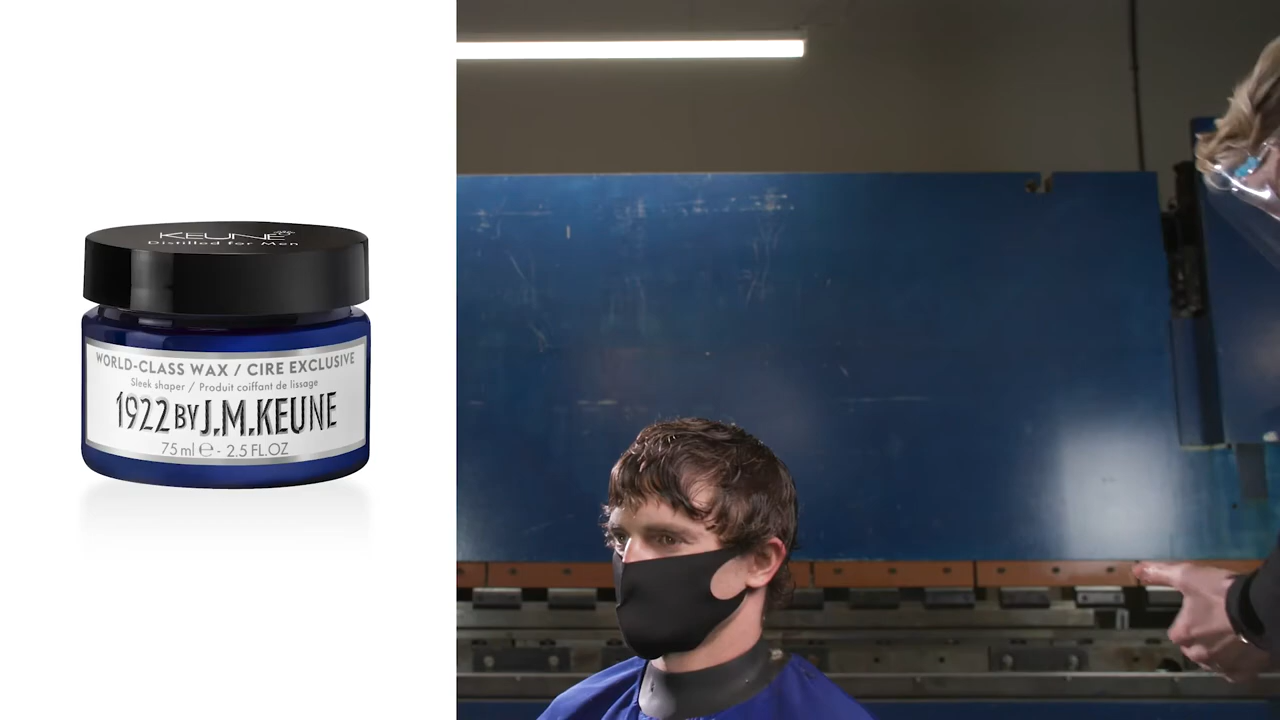 KEUNE
Distilled for Men
WORLD-CLASS WAX / CIRE EXCLUSIVE
Sleek shaper / Produit coiffant de lissage
1922 BY J.M.KEUNE
75 ml ℮ - 2.5 FL.OZ